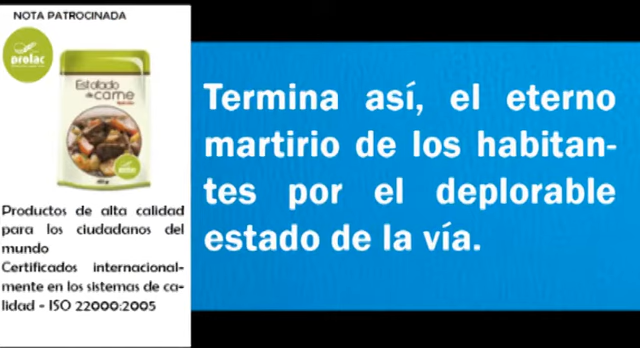 NOTA PATROCINADA
prolac
Estofado
de carne
Productos de alta calidad
para los ciudadanos del
mundo
Certificados internacional-
mente en los sistemas de ca-
lidad - ISO 22000:2005
Termina así, el eterno
martirio de los habitan-
tes por el deplorable
estado de la vía.